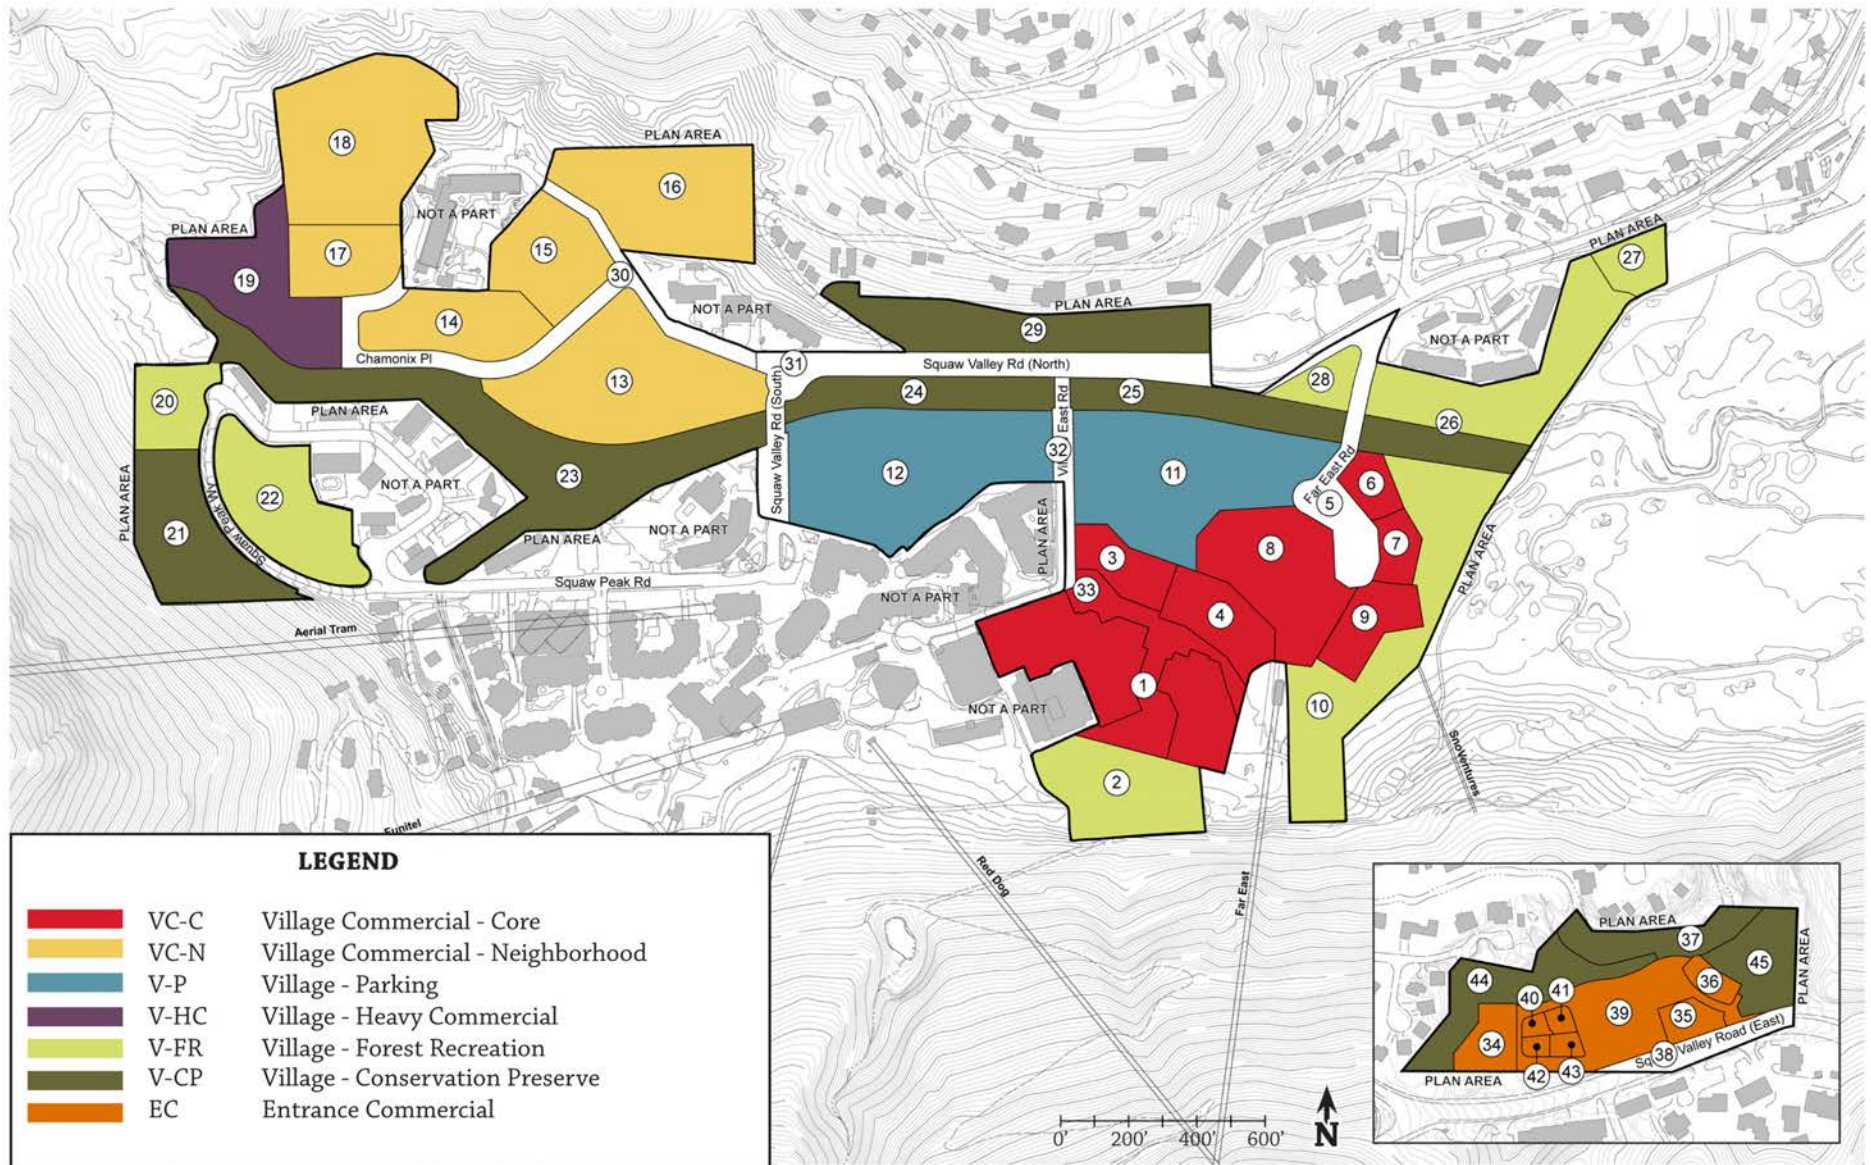 18
PLAN AREA
16
NOT A PART
PLAN AREA
PLAN AREA
27
17
15
30
19
NOT A PART
PLAN AREA
14
29
NOT A PART
Chamonix Pl
31
Squaw Valley Rd (North)
13
28
20
24
25
PLAN AREA
26
Squaw Valley Rd (South)
East Rd
32
23
12
11
Far East Rd
NOT A PART
6
22
PLAN AREA
5
NOT A PART
PLAN AREA
21
Squaw Peak Wy
PLAN AREA
8
7
PLAN AREA
3
Squaw Peak Rd
33
NOT A PART
4
9
Aerial Tram
1
NOT A PART
10
2
SnoVentures
Funitel
Red Dog
Far East
LEGEND
VC-C Village Commercial - Core
VC-N Village Commercial - Neighborhood
V-P Village - Parking
V-HC Village - Heavy Commercial
V-FR Village - Forest Recreation
V-CP Village - Conservation Preserve
EC Entrance Commercial
0' 200' 400' 600'
N
PLAN AREA
37
45
44
36
PLAN AREA
40
41
39
35
34
Valley Road (East)
38
42
43
PLAN AREA